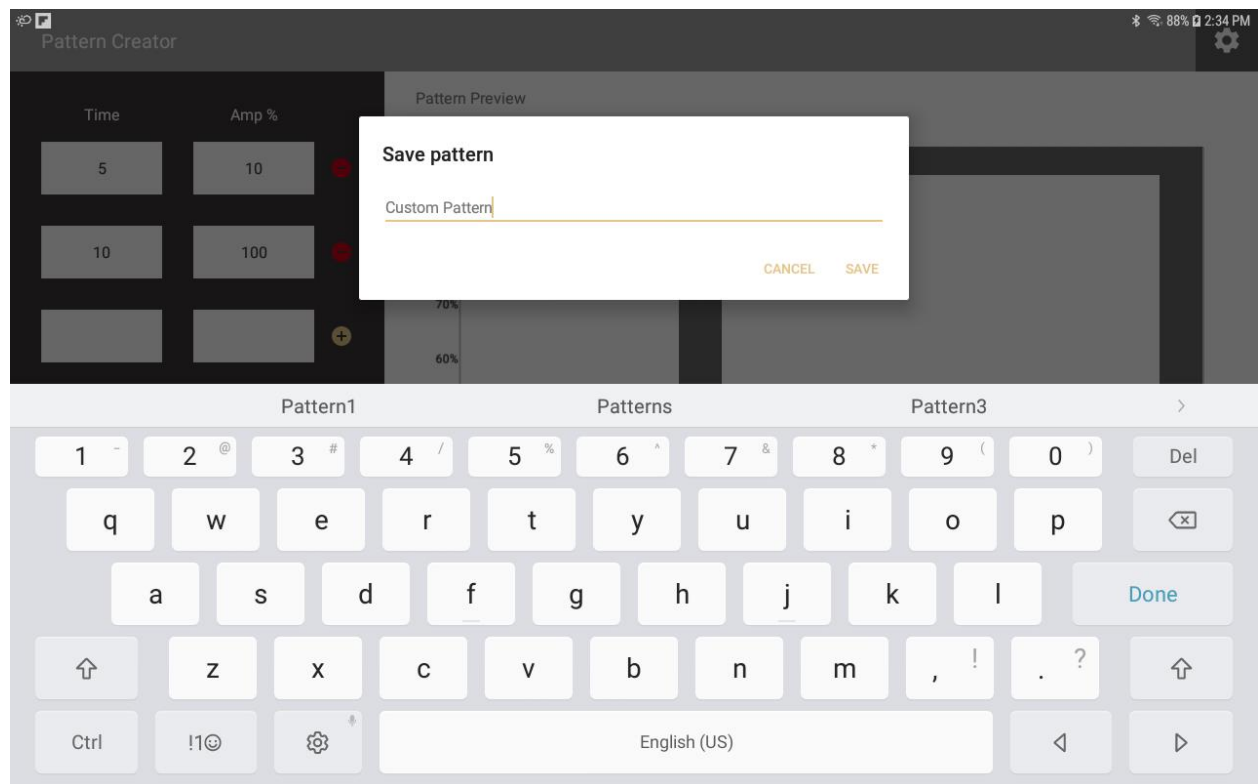 88% 2:34 PM
Pattern Creator
Pattern Preview
Time Amp %
5 10
10 100
Save pattern
Custom Pattern
CANCEL SAVE
70%
60%
Pattern1 Patterns Pattern3 >
1 - 2 @ 3 # 4 / 5 % 6 ^ 7 & 8 * 9 ( 0 ) Del
q w e r t y u i o p
a s d f g h j k l Done
z x c v b n m , ! . ?
Ctrl !1☺ English (US)